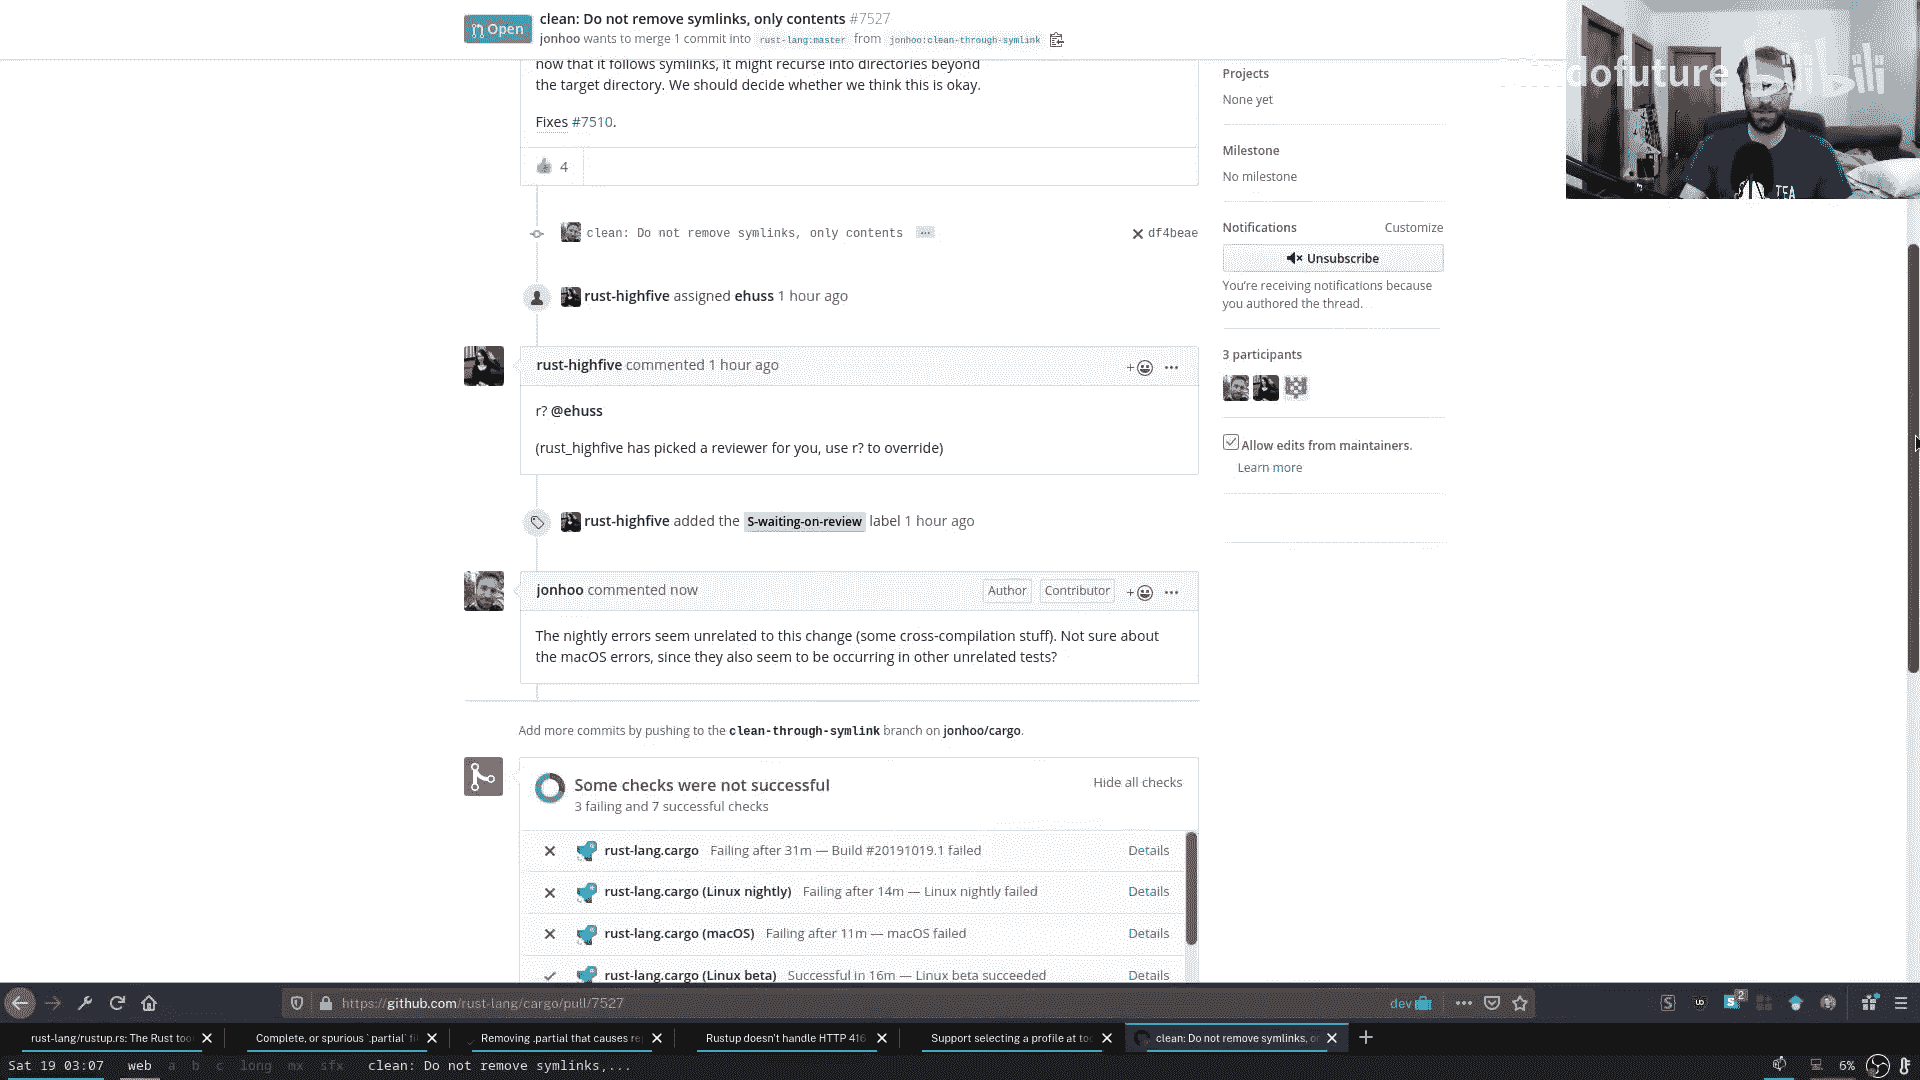 Open
clean: Do not remove symlinks, only contents #7527
jonhoo wants to merge 1 commit into rust-lang:master from jonhoo:clean-through-symlink
now that it follows symlinks, it might recurse into directories beyond
the target directory. We should decide whether we think this is okay.
Fixes #7510.
4
clean: Do not remove symlinks, only contents ...
df4beae
rust-highfive assigned ehuss 1 hour ago
rust-highfive commented 1 hour ago
r? @ehuss
(rust_highfive has picked a reviewer for you, use r? to override)
rust-highfive added the S-waiting-on-review label 1 hour ago
jonhoo commented now
Author
Contributor
The nightly errors seem unrelated to this change (some cross-compilation stuff). Not sure about
the macOS errors, since they also seem to be occurring in other unrelated tests?
Add more commits by pushing to the clean-through-symlink branch on jonhoo/cargo.
Some checks were not successful
3 failing and 7 successful checks
Hide all checks
rust-lang.cargo Failing after 31m — Build #20191019.1 failed
Details
rust-lang.cargo (Linux nightly) Failing after 14m — Linux nightly failed
Details
rust-lang.cargo (macOS) Failing after 11m — macOS failed
Details
rust-lang.cargo (Linux beta) Successful in 16m — Linux beta succeeded
Details
Projects
None yet
Milestone
No milestone
Notifications
Customize
Unsubscribe
You're receiving notifications because
you authored the thread.
3 participants
Allow edits from maintainers.
Learn more
dofuture bilibili
TEA
https://github.com/rust-lang/cargo/pull/7527
dev
2
rust-lang/rustup.rs: The Rust too
Complete, or spurious `.partial` fi
Removing .partial that causes re
Rustup doesn't handle HTTP 416
Support selecting a profile at to
clean: Do not remove symlinks, o
Sat 19 03:07
web a b c long mx sfx
clean: Do not remove symlinks,...
6%